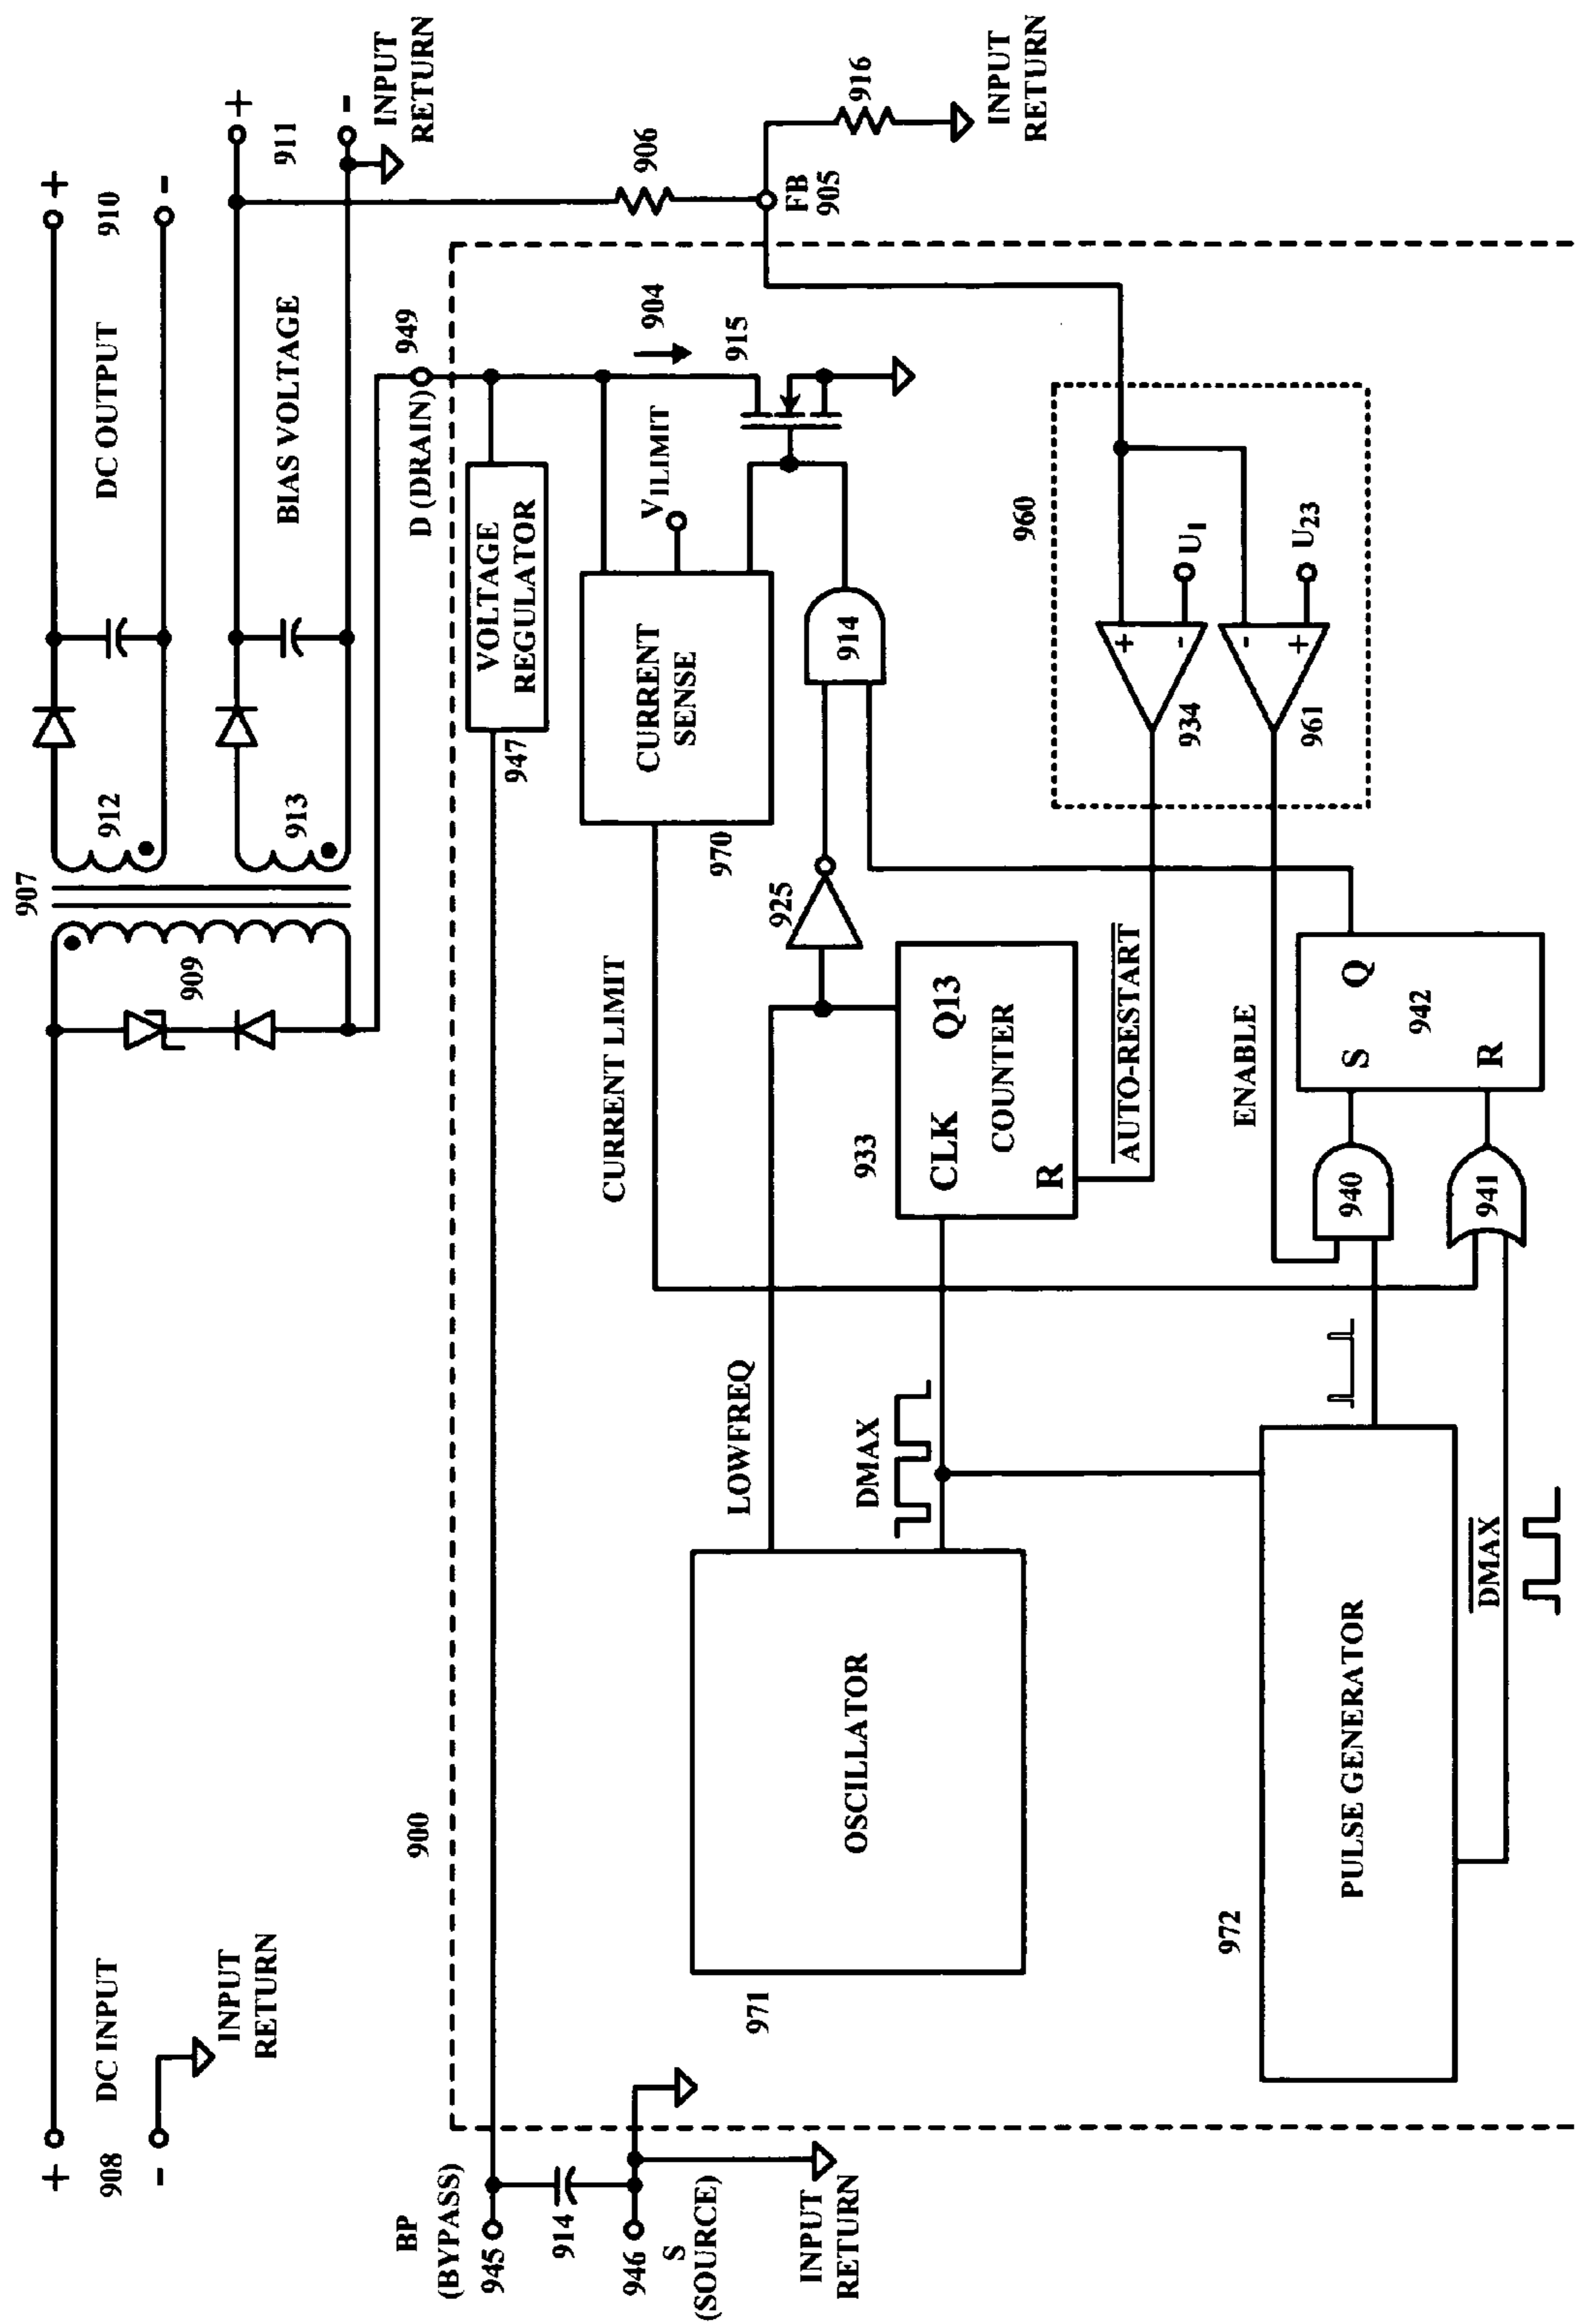 907
912
913
909
+
910
-
DC OUTPUT
+
911
-
INPUT
RETURN
BIAS VOLTAGE
+
908
-
DC INPUT
INPUT
RETURN
D (DRAIN)
949
900
906
FB
905
916
INPUT
RETURN
BP
(BYPASS)
945
914
946
S
(SOURCE)
INPUT
RETURN
VOLTAGE
REGULATOR
947
904
915
VILIMIT
CURRENT
SENSE
970
CURRENT LIMIT
914
925
LOWFREQ
DMAX
933
CLK Q13
COUNTER
R
AUTO-RESTART
960
+
-
U1
934
-
+
U23
961
ENABLE
OSCILLATOR
971
940
941
S Q
942
R
PULSE GENERATOR
972
DMAX